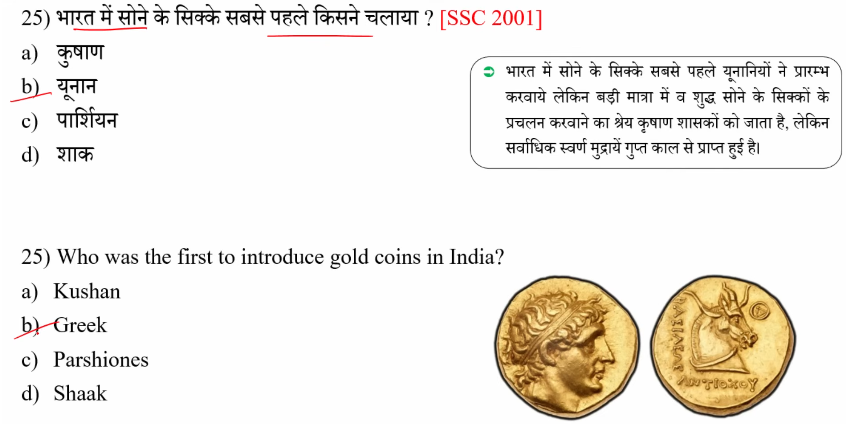 25) भारत में सोने के सिक्के सबसे पहले किसने चलाया ? [SSC 2001]
a) कुषाण
b) यूनान
c) पार्शियन
d) शाक
भारत में सोने के सिक्के सबसे पहले यूनानियों ने प्रारम्भ
करवाये लेकिन बड़ी मात्रा में व शुद्ध सोने के सिक्कों के
प्रचलन करवाने का श्रेय कृषाण शासकों को जाता है, लेकिन
सर्वाधिक स्वर्ण मुद्रायें गुप्त काल से प्राप्त हुई है।
25) Who was the first to introduce gold coins in India?
a) Kushan
b) Greek
c) Parshiones
d) Shaak
ΑΝΤΙΟΧΟΥ